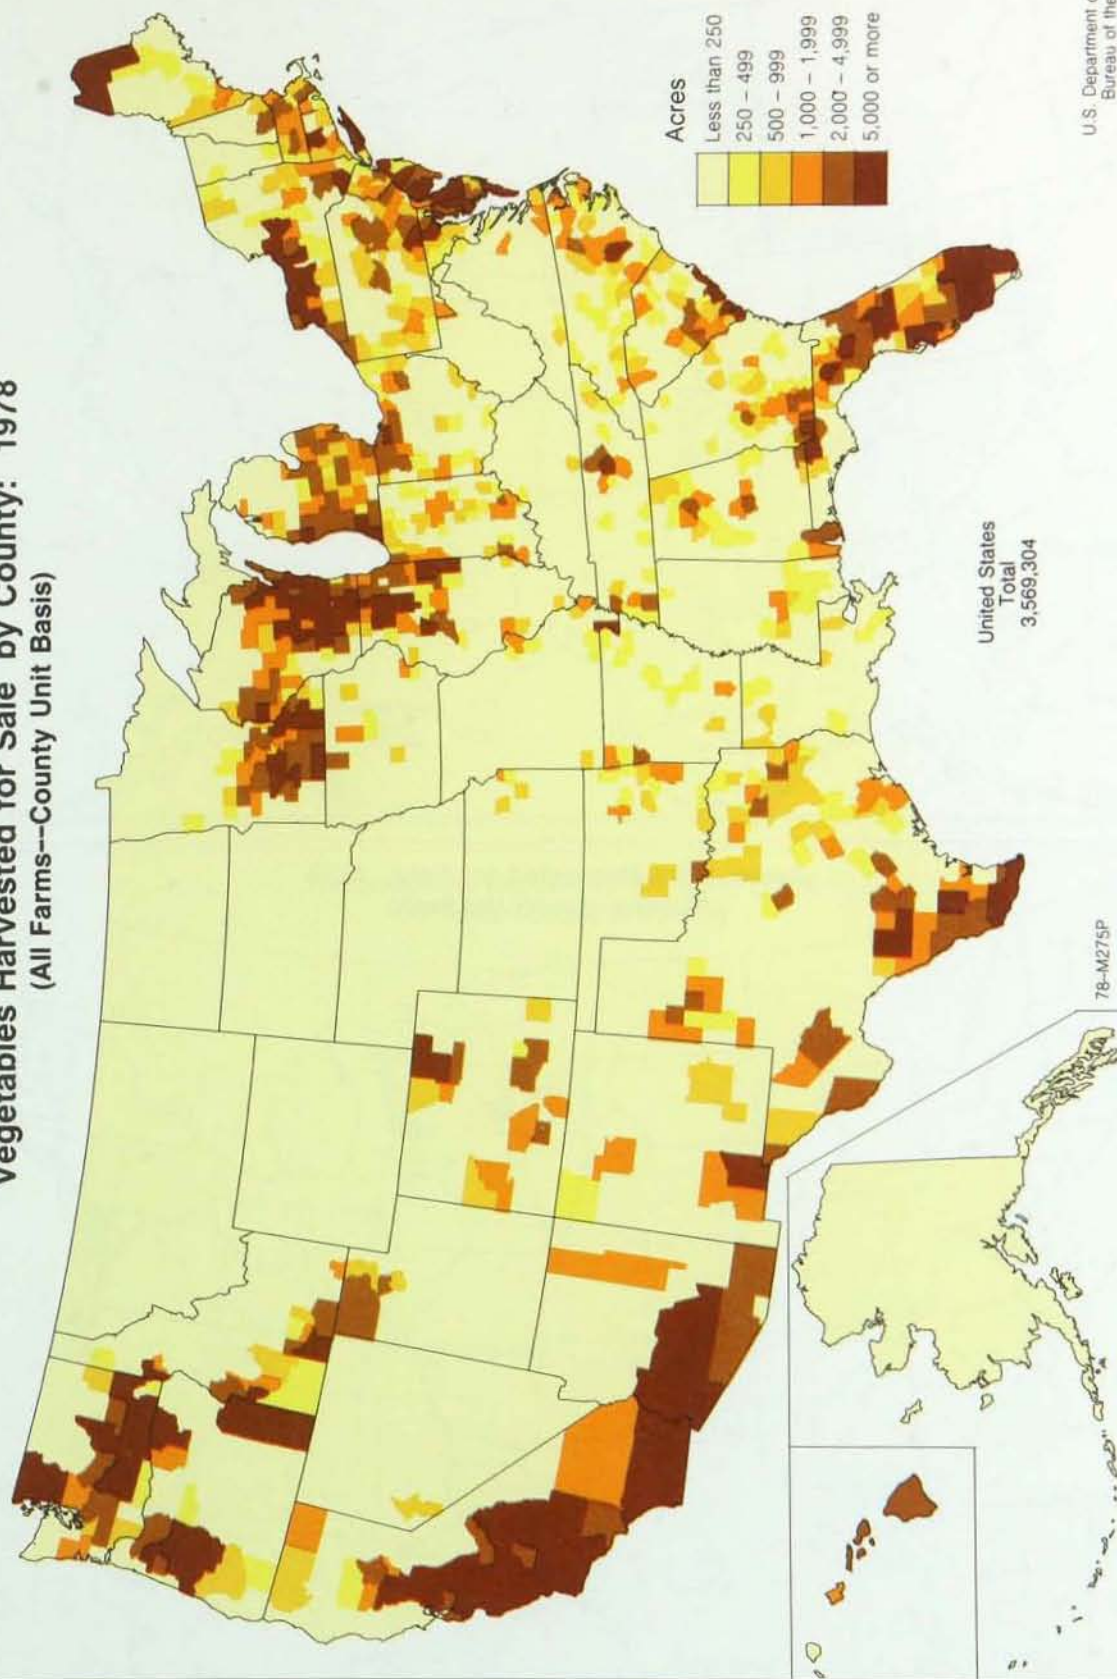 Vegetables Harvested for Sale by County: 1978
(All Farms—County Unit Basis)
Acres
Less than 250
250 – 499
500 – 999
1,000 – 1,999
2,000 – 4,999
5,000 or more
United States
Total
3,569,304
78-M275P
U.S. Department
Bureau of the